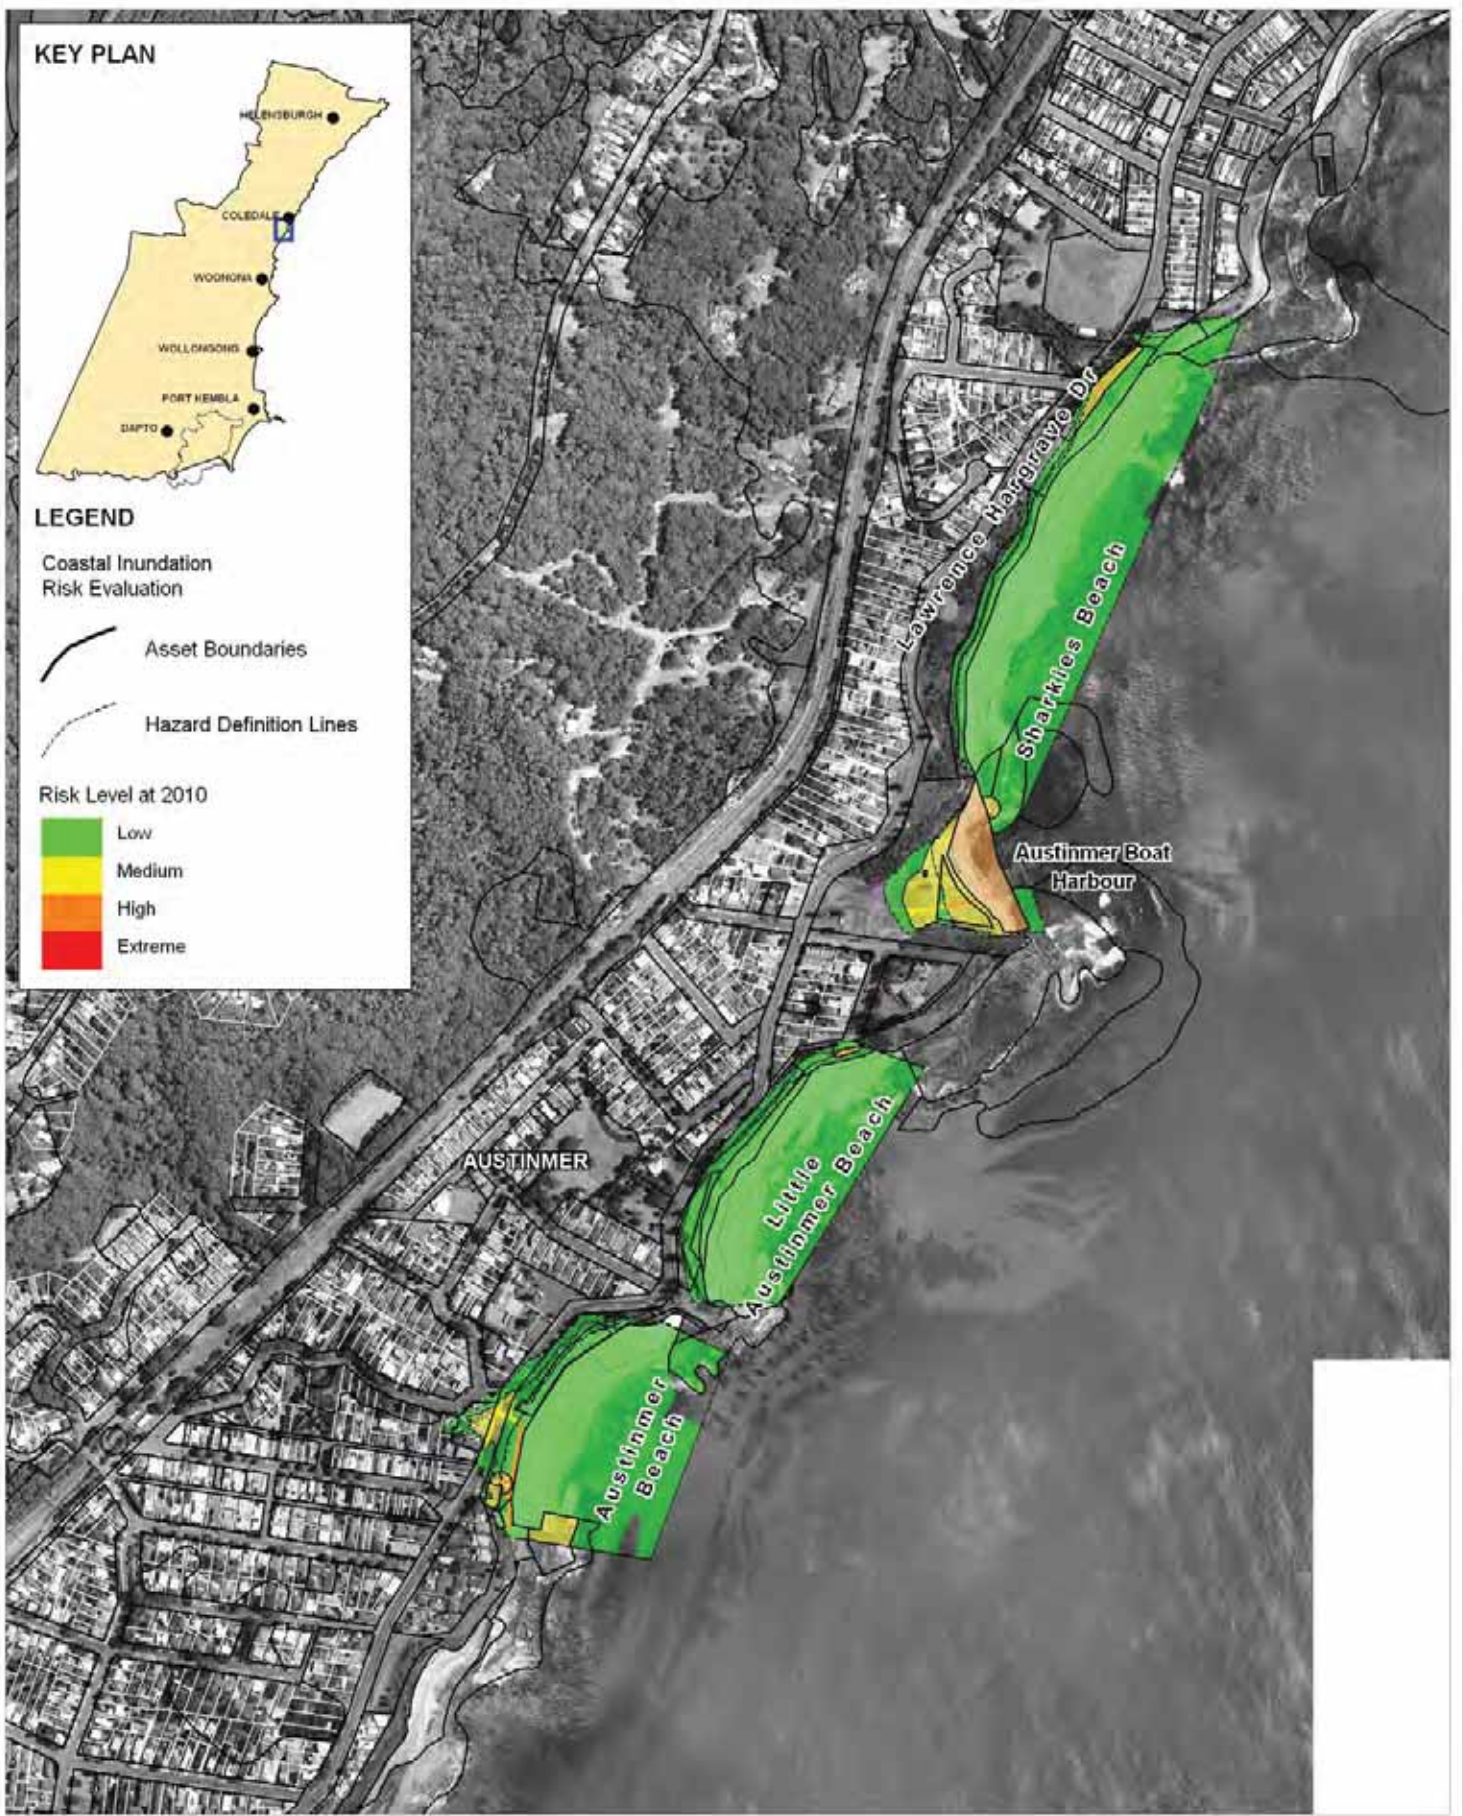 KEY PLAN
HELENSBURGH
COLEDALE
WOONONA
WOLLONGONG
PORT KEMBLA
DAPTO
LEGEND
Coastal Inundation
Risk Evaluation
Asset Boundaries
Hazard Definition Lines
Risk Level at 2010
Low
Medium
High
Extreme
Lawrence Hargrave Dr
Sharkies Beach
Austinmer Boat
Harbour
AUSTINMER
Little
Austinmer Beach
Austinmer
Beach